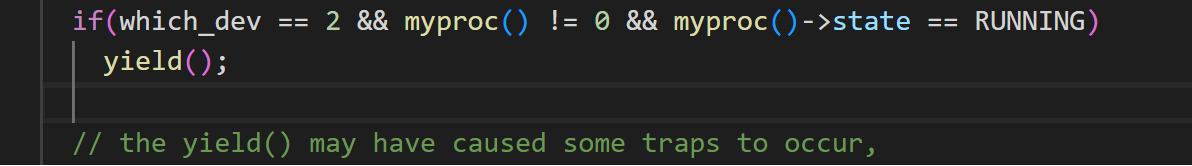 if(which_dev == 2 && myproc() != 0 && myproc()->state == RUNNING)
yield();
// the yield() may have caused some traps to occur,